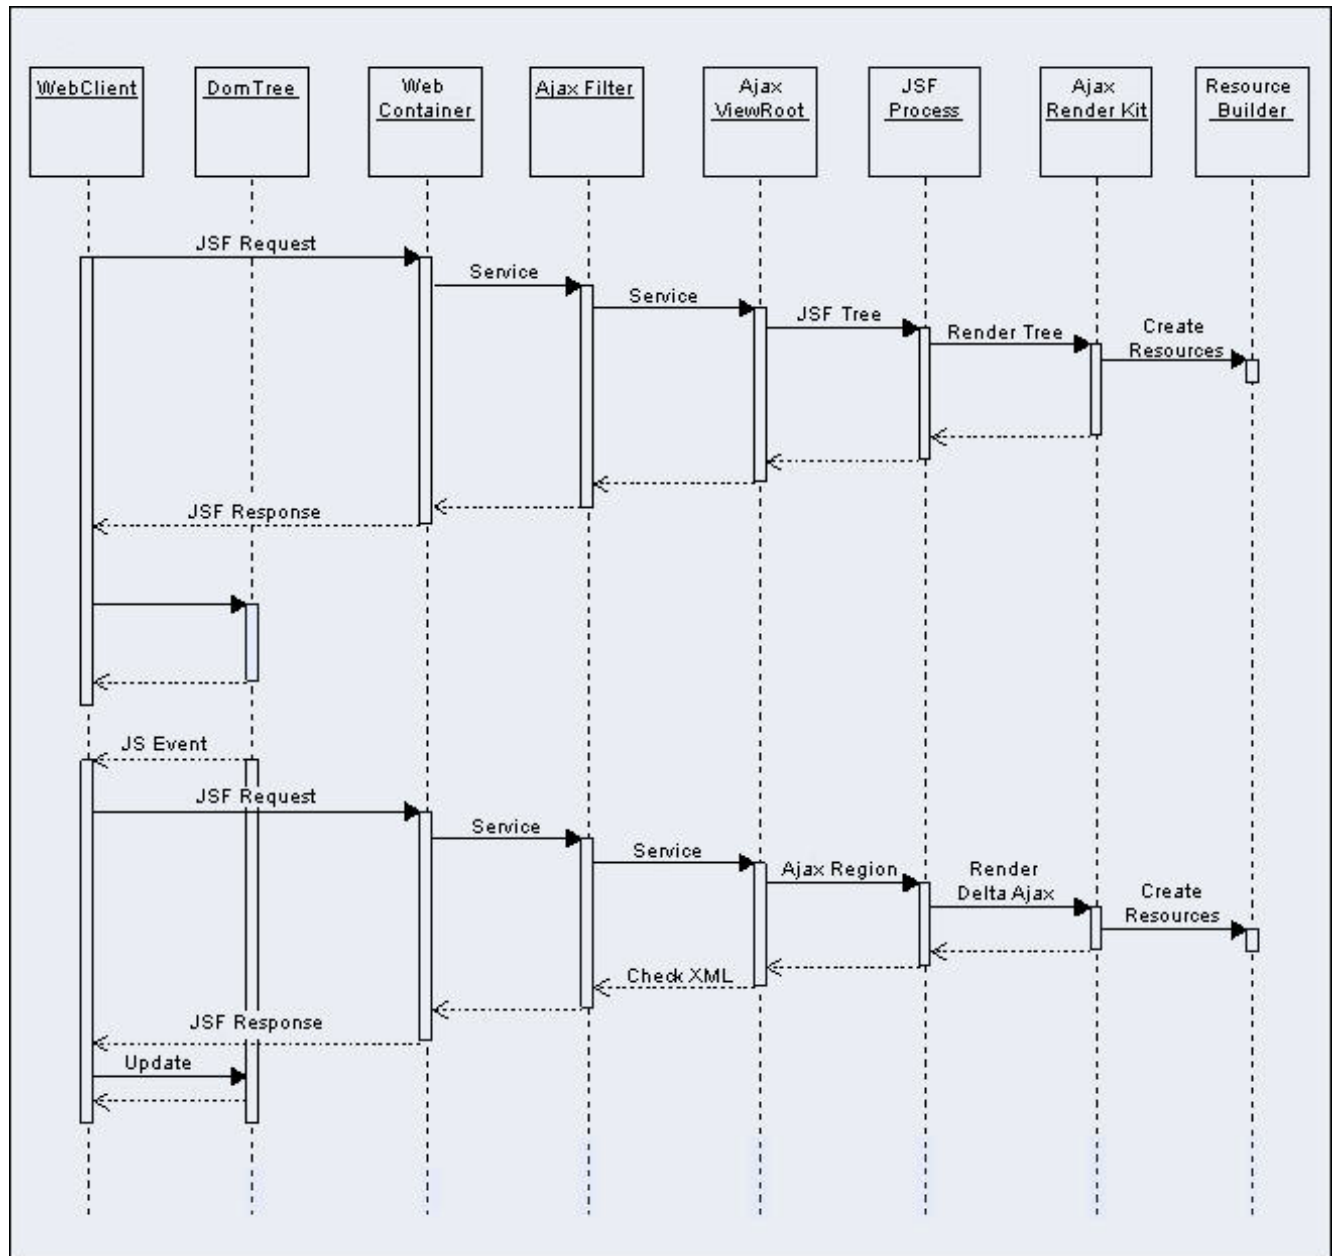 WebClient
DomTree
Web
Container
Ajax Filter
Ajax
ViewRoot
JSF
Process
Ajax
Render Kit
Resource
Builder
JSF Request
Service
Service
JSF Tree
Render Tree
Create
Resources
JSF Response
JS Event
JSF Request
Service
Service
Ajax Region
Render
Delta Ajax
Create
Resources
Check XML
JSF Response
Update